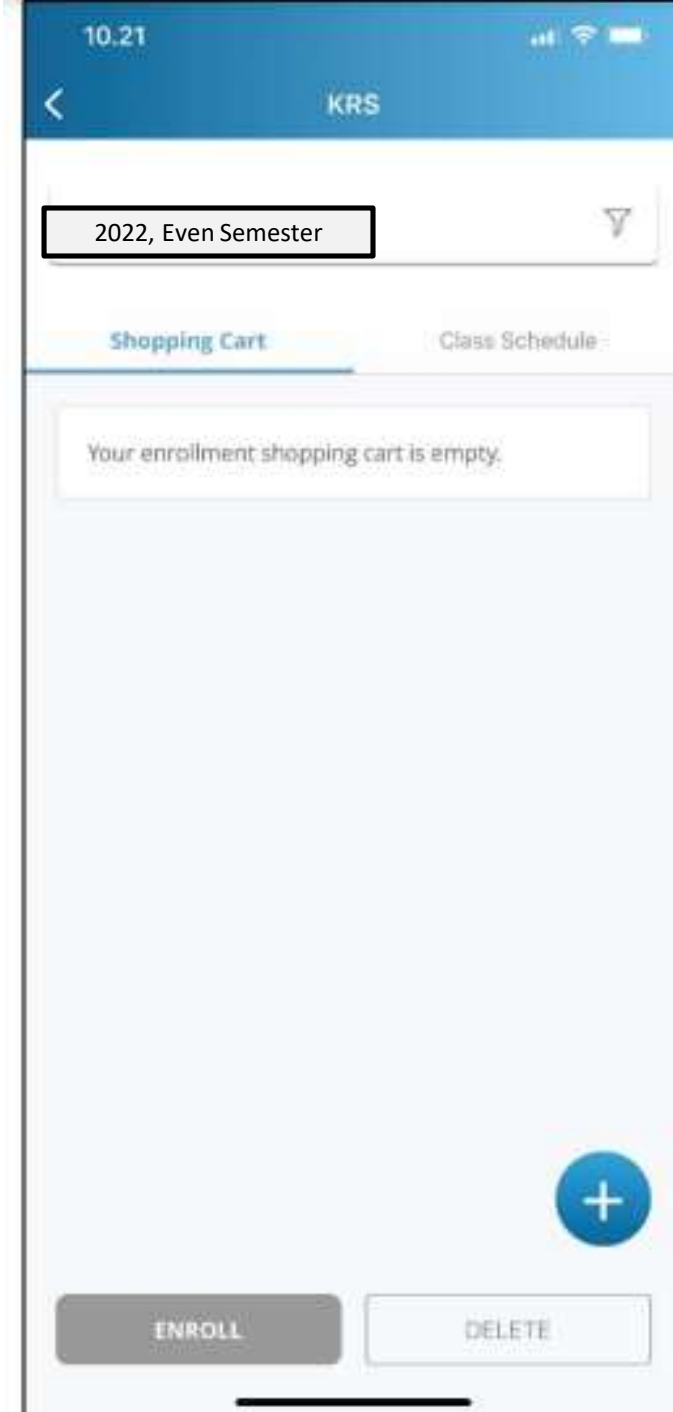 10.21
KRS
2022, Even Semester
Shopping Cart
Class Schedule
Your enrollment shopping cart is empty.
ENROLL
DELETE